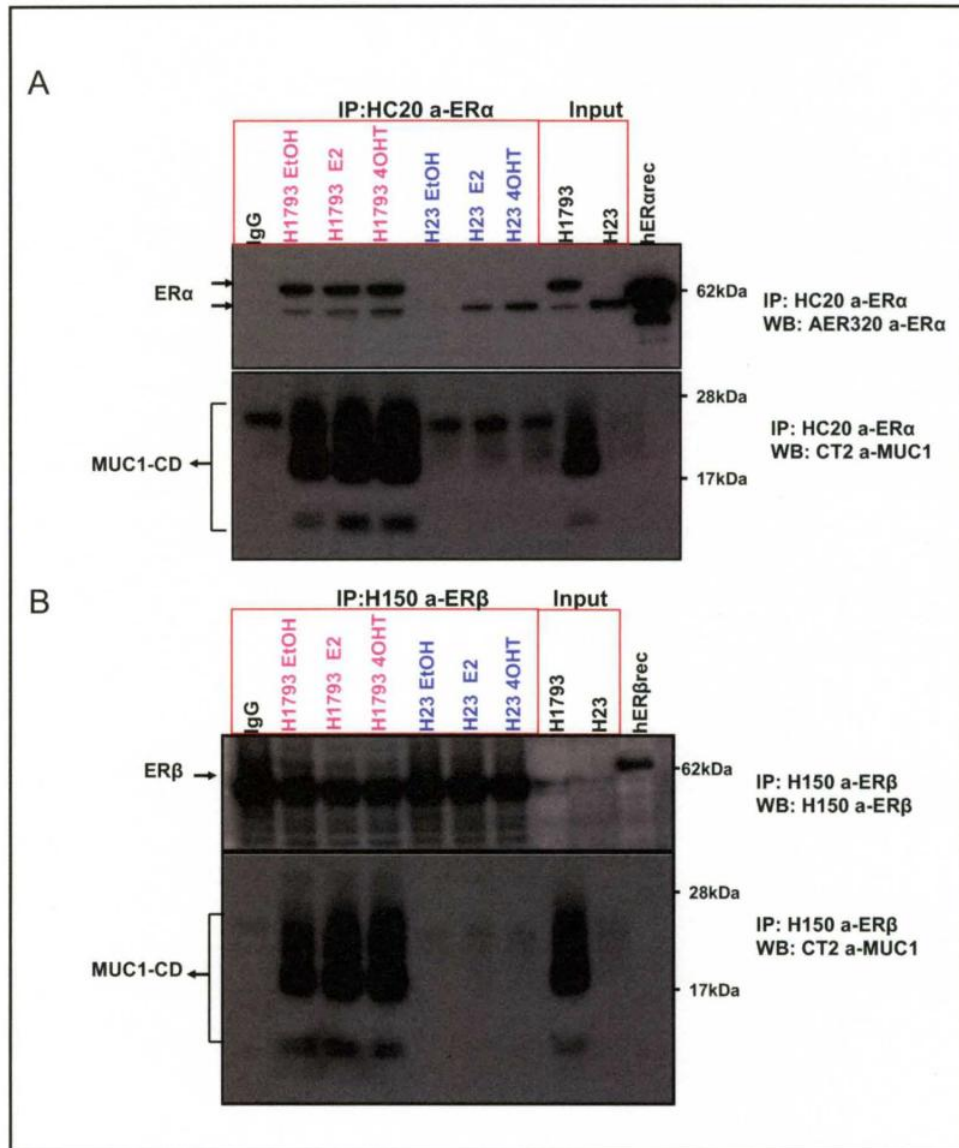 A
IP:HC20 a-ERα
Input
IgG
H1793 EtOH
H1793 E2
H1793 4OHT
H23 EtOH
H23 E2
H23 4OHT
H1793
H23
hERαrec
ERα
62kDa
IP: HC20 a-ERα
WB: AER320 a-ERα
MUC1-CD
28kDa
17kDa
IP: HC20 a-ERα
WB: CT2 a-MUC1
B
IP:H150 a-ERβ
Input
IgG
H1793 EtOH
H1793 E2
H1793 4OHT
H23 EtOH
H23 E2
H23 4OHT
H1793
H23
hERβrec
ERβ
62kDa
IP: H150 a-ERβ
WB: H150 a-ERβ
MUC1-CD
28kDa
17kDa
IP: H150 a-ERβ
WB: CT2 a-MUC1